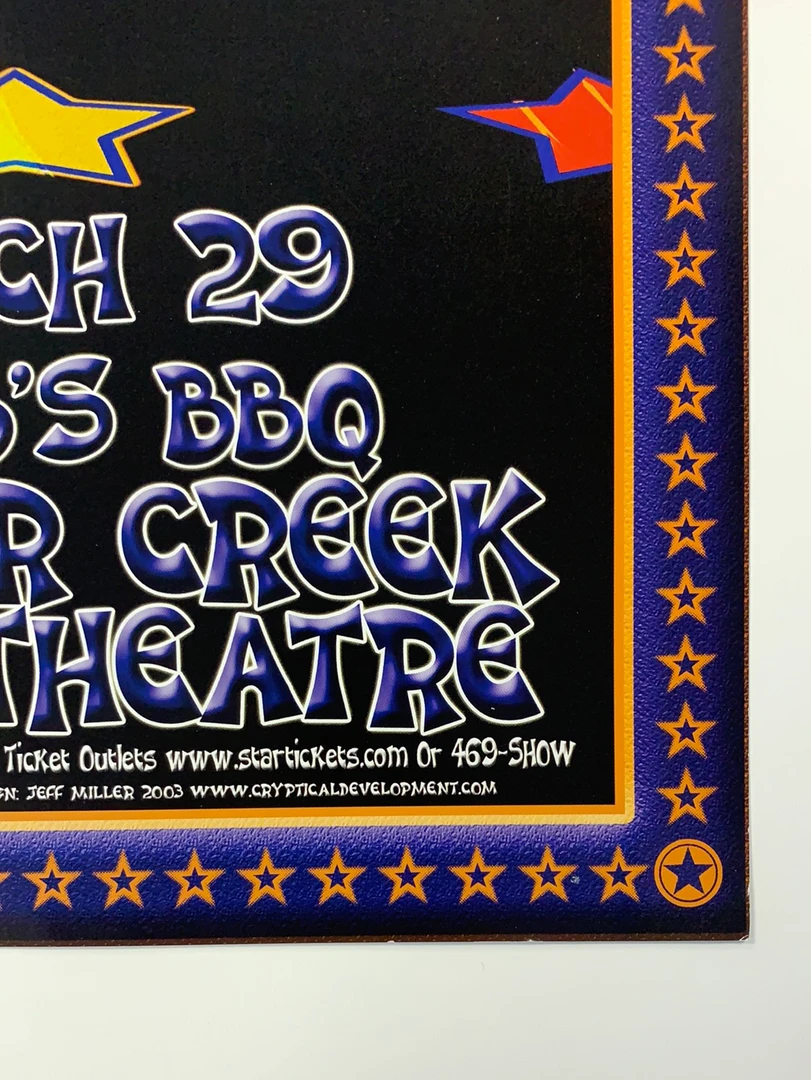 CH 29
'S BBQ
R CREEK
THEATRE
Ticket Outlets www.startickets.com Or 469-SHOW
GN: JEFF MILLER 2003 WWW.CRYPTICALDEVELOPMENT.COM